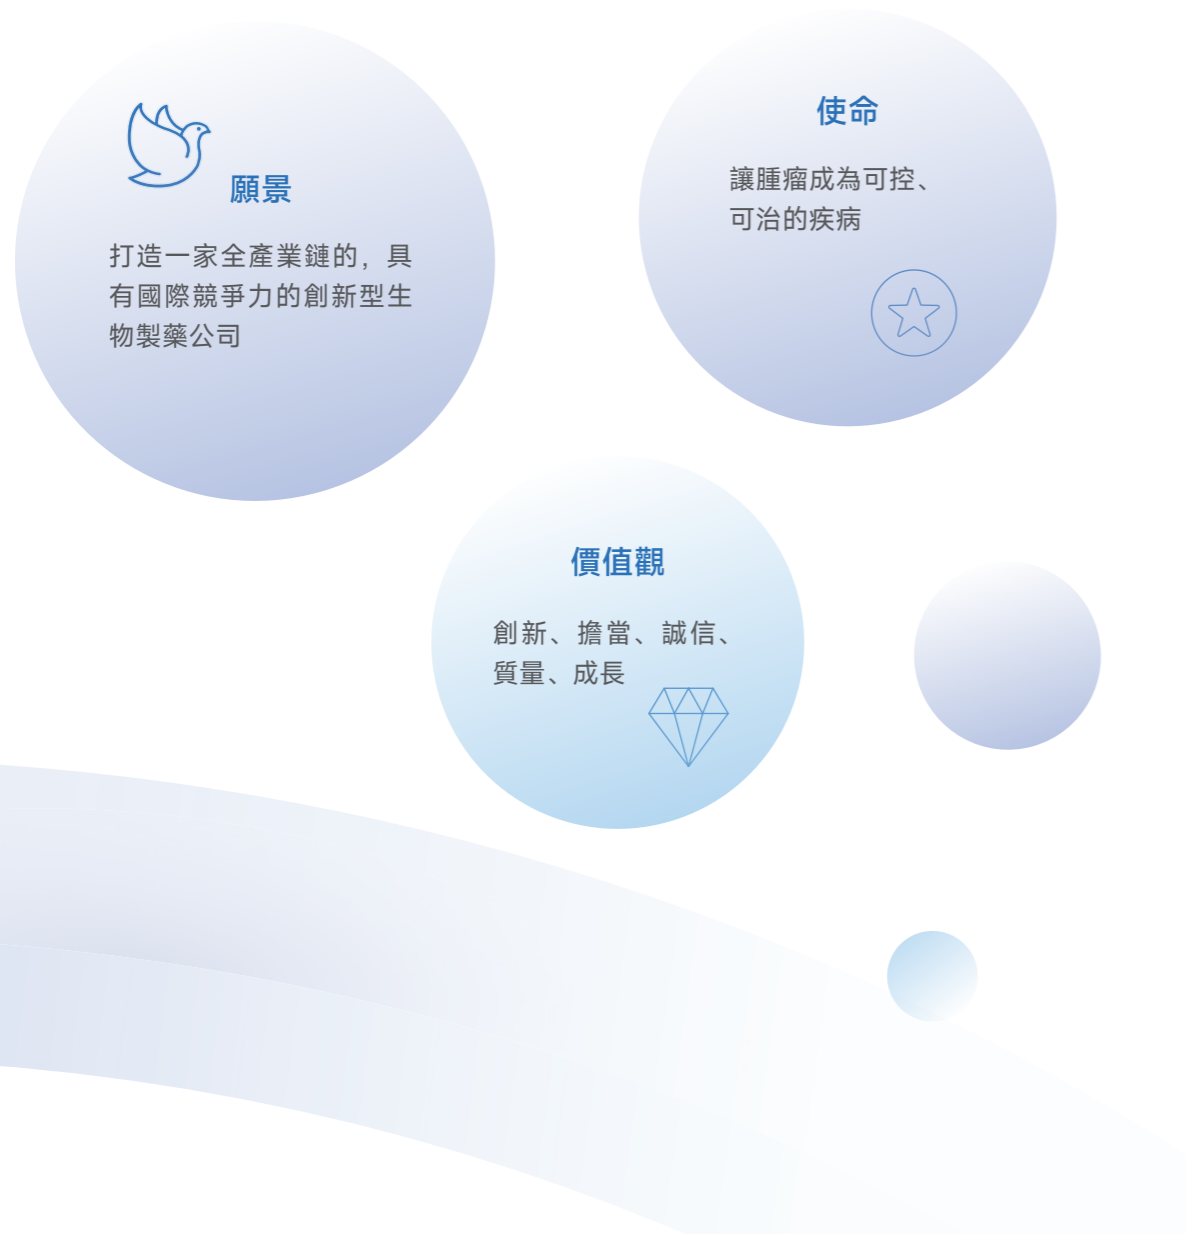 願景
打造一家全產業鏈的，具
有國際競爭力的創新型生
物製藥公司
使命
讓腫瘤成為可控、
可治的疾病
價值觀
創新、擔當、誠信、
質量、成長